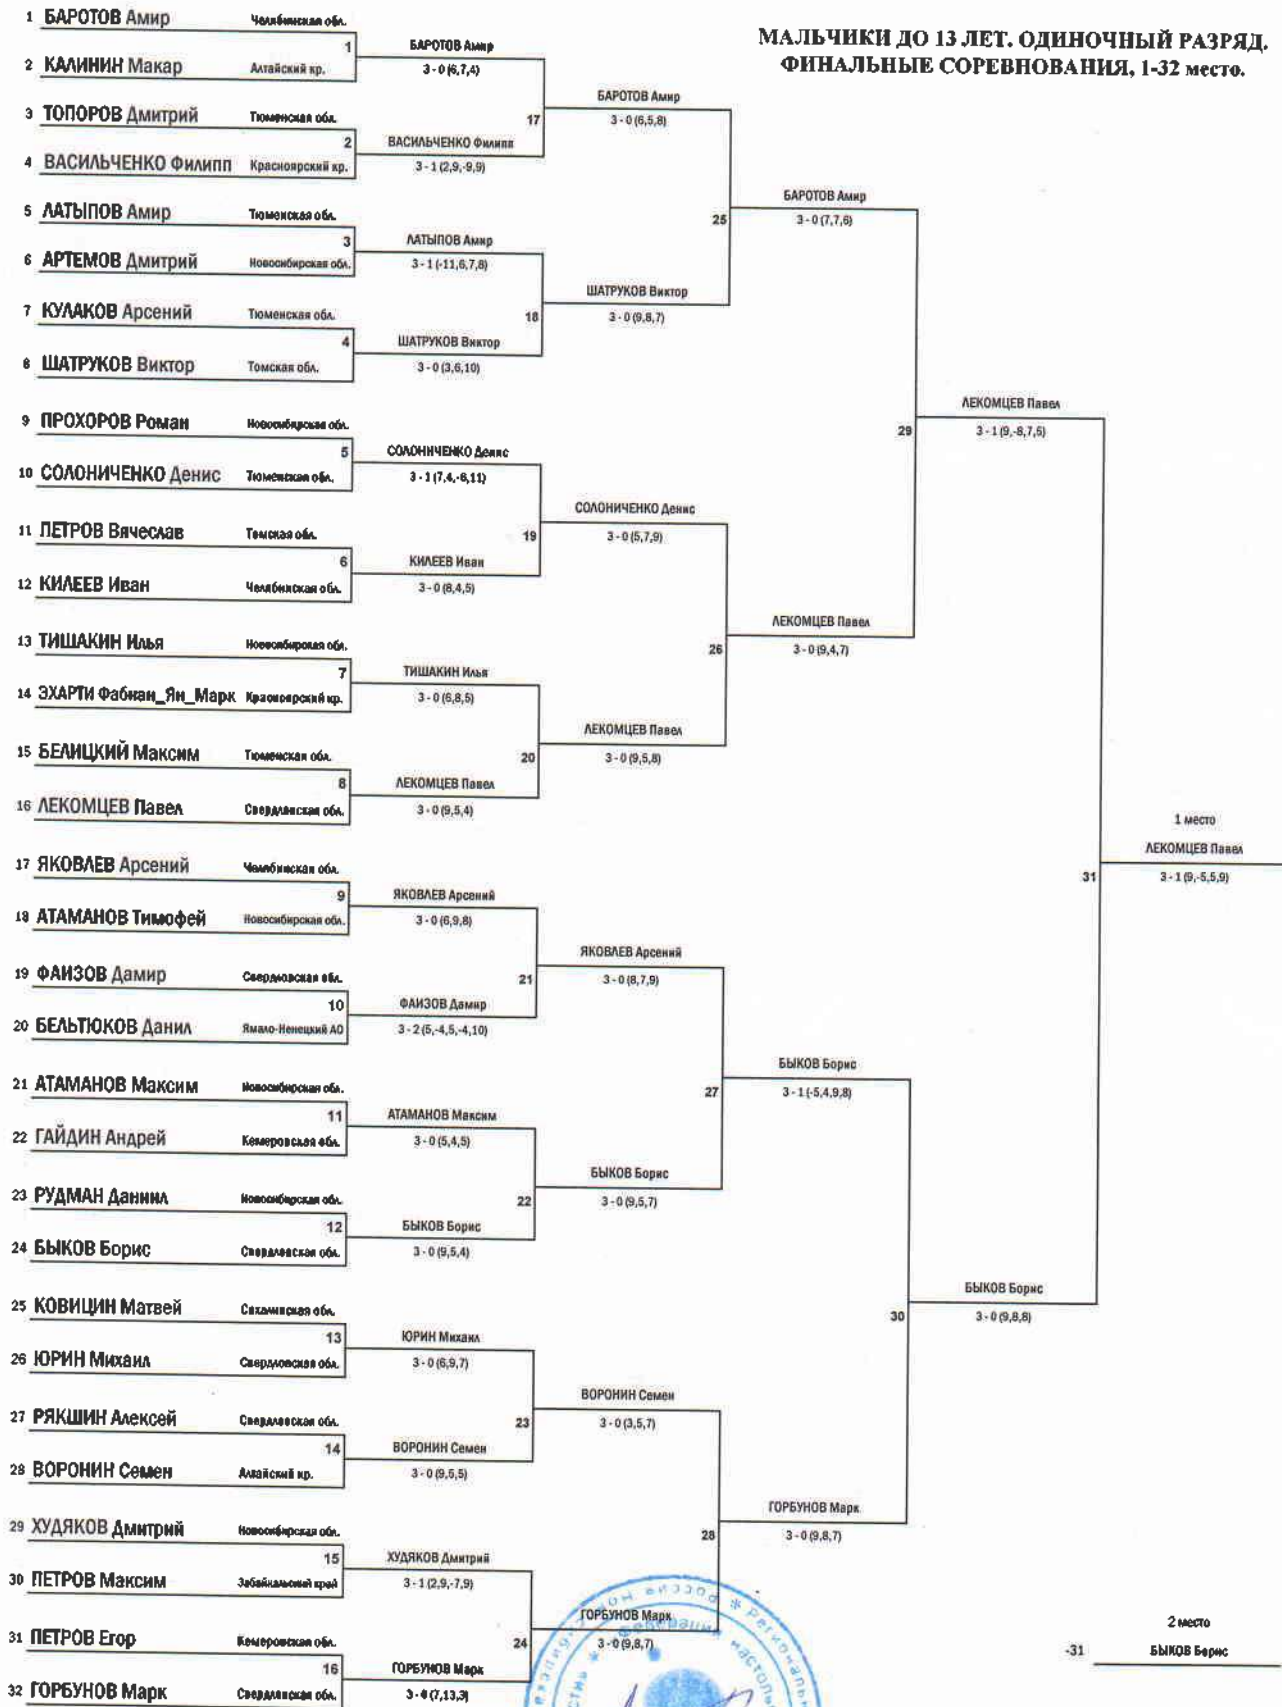 МАЛЬЧИКИ ДО 13 ЛЕТ. ОДИНОЧНЫЙ РАЗРЯД.
ФИНАЛЬНЫЕ СОРЕВНОВАНИЯ, 1-32 место.
1 БАРОТОВ Амир Челябинская обл.
1
2 КАЛИНИН Макар Алтайский кр.
3 ТОПОРОВ Дмитрий Тюменская обл.
2
4 ВАСИЛЬЧЕНКО Филипп Красноярский кр.
5 ЛАТЫПОВ Амир Тюменская обл.
3
6 АРТЕМОВ Дмитрий Новосибирская обл.
7 КУЛАКОВ Арсений Тюменская обл.
4
8 ШАТРУКОВ Виктор Томская обл.
9 ПРОХОРОВ Роман Новосибирская обл.
5
10 СОЛОНИЧЕНКО Денис Тюменская обл.
11 ПЕТРОВ Вячеслав Томская обл.
6
12 КИЛЕЕВ Иван Челябинская обл.
13 ТИШАКИН Илья Новосибирская обл.
7
14 ЭХАРТИ Фабиан_Ян_Марк Красноярский кр.
15 БЕЛИЦКИЙ Максим Тюменская обл.
8
16 ЛЕКОМЦЕВ Павел Свердловская обл.
17 ЯКОВЛЕВ Арсений Челябинская обл.
9
18 АТАМАНОВ Тимофей Новосибирская обл.
19 ФАИЗОВ Дамир Свердловская обл.
10
20 БЕЛЬТЮКОВ Данил Ямало-Ненецкий АО
21 АТАМАНОВ Максим Новосибирская обл.
11
22 ГАЙДИН Андрей Кемеровская обл.
23 РУДМАН Даниил Новосибирская обл.
12
24 БЫКОВ Борис Свердловская обл.
25 КОВИЦИН Матвей Сахалинская обл.
13
26 ЮРИН Михаил Свердловская обл.
27 РЯКШИН Алексей Свердловская обл.
14
28 ВОРОНИН Семен Алтайский кр.
29 ХУДЯКОВ Дмитрий Новосибирская обл.
15
30 ПЕТРОВ Максим Забайкальский край
31 ПЕТРОВ Егор Кемеровская обл.
16
32 ГОРБУНОВ Марк Свердловская обл.
БАРОТОВ Амир
3 - 0 (6,7,4)
17
ВАСИЛЬЧЕНКО Филипп
3 - 1 (2,9,-9,9)
ЛАТЫПОВ Амир
3 - 1 (-11,6,7,8)
18
ШАТРУКОВ Виктор
3 - 0 (3,6,10)
СОЛОНИЧЕНКО Денис
3 - 1 (7,4,-8,11)
19
КИЛЕЕВ Иван
3 - 0 (8,4,5)
ТИШАКИН Илья
3 - 0 (6,8,5)
20
ЛЕКОМЦЕВ Павел
3 - 0 (9,5,4)
ЯКОВЛЕВ Арсений
3 - 0 (6,9,8)
21
ФАИЗОВ Дамир
3 - 2 (5,-4,5,-4,10)
АТАМАНОВ Максим
3 - 0 (5,4,5)
22
БЫКОВ Борис
3 - 0 (9,5,4)
ЮРИН Михаил
3 - 0 (6,9,7)
23
ВОРОНИН Семен
3 - 0 (9,5,5)
ХУДЯКОВ Дмитрий
3 - 1 (2,9,-7,9)
24
ГОРБУНОВ Марк
3 - 0 (7,13,3)
БАРОТОВ Амир
3 - 0 (6,5,8)
25
ШАТРУКОВ Виктор
3 - 0 (9,8,7)
СОЛОНИЧЕНКО Денис
3 - 0 (5,7,9)
26
ЛЕКОМЦЕВ Павел
3 - 0 (9,5,8)
ЯКОВЛЕВ Арсений
3 - 0 (8,7,9)
27
БЫКОВ Борис
3 - 0 (9,5,7)
ВОРОНИН Семен
3 - 0 (3,5,7)
28
ГОРБУНОВ Марк
3 - 0 (9,8,7)
БАРОТОВ Амир
3 - 0 (7,7,6)
29
ЛЕКОМЦЕВ Павел
3 - 0 (9,4,7)
БЫКОВ Борис
3 - 1 (-5,4,9,8)
30
ГОРБУНОВ Марк
3 - 0 (9,8,7)
ЛЕКОМЦЕВ Павел
3 - 1 (9,-8,7,5)
31
БЫКОВ Борис
3 - 0 (9,8,8)
1 место
ЛЕКОМЦЕВ Павел
3 - 1 (9,-5,5,9)
2 место
-31 БЫКОВ Борис